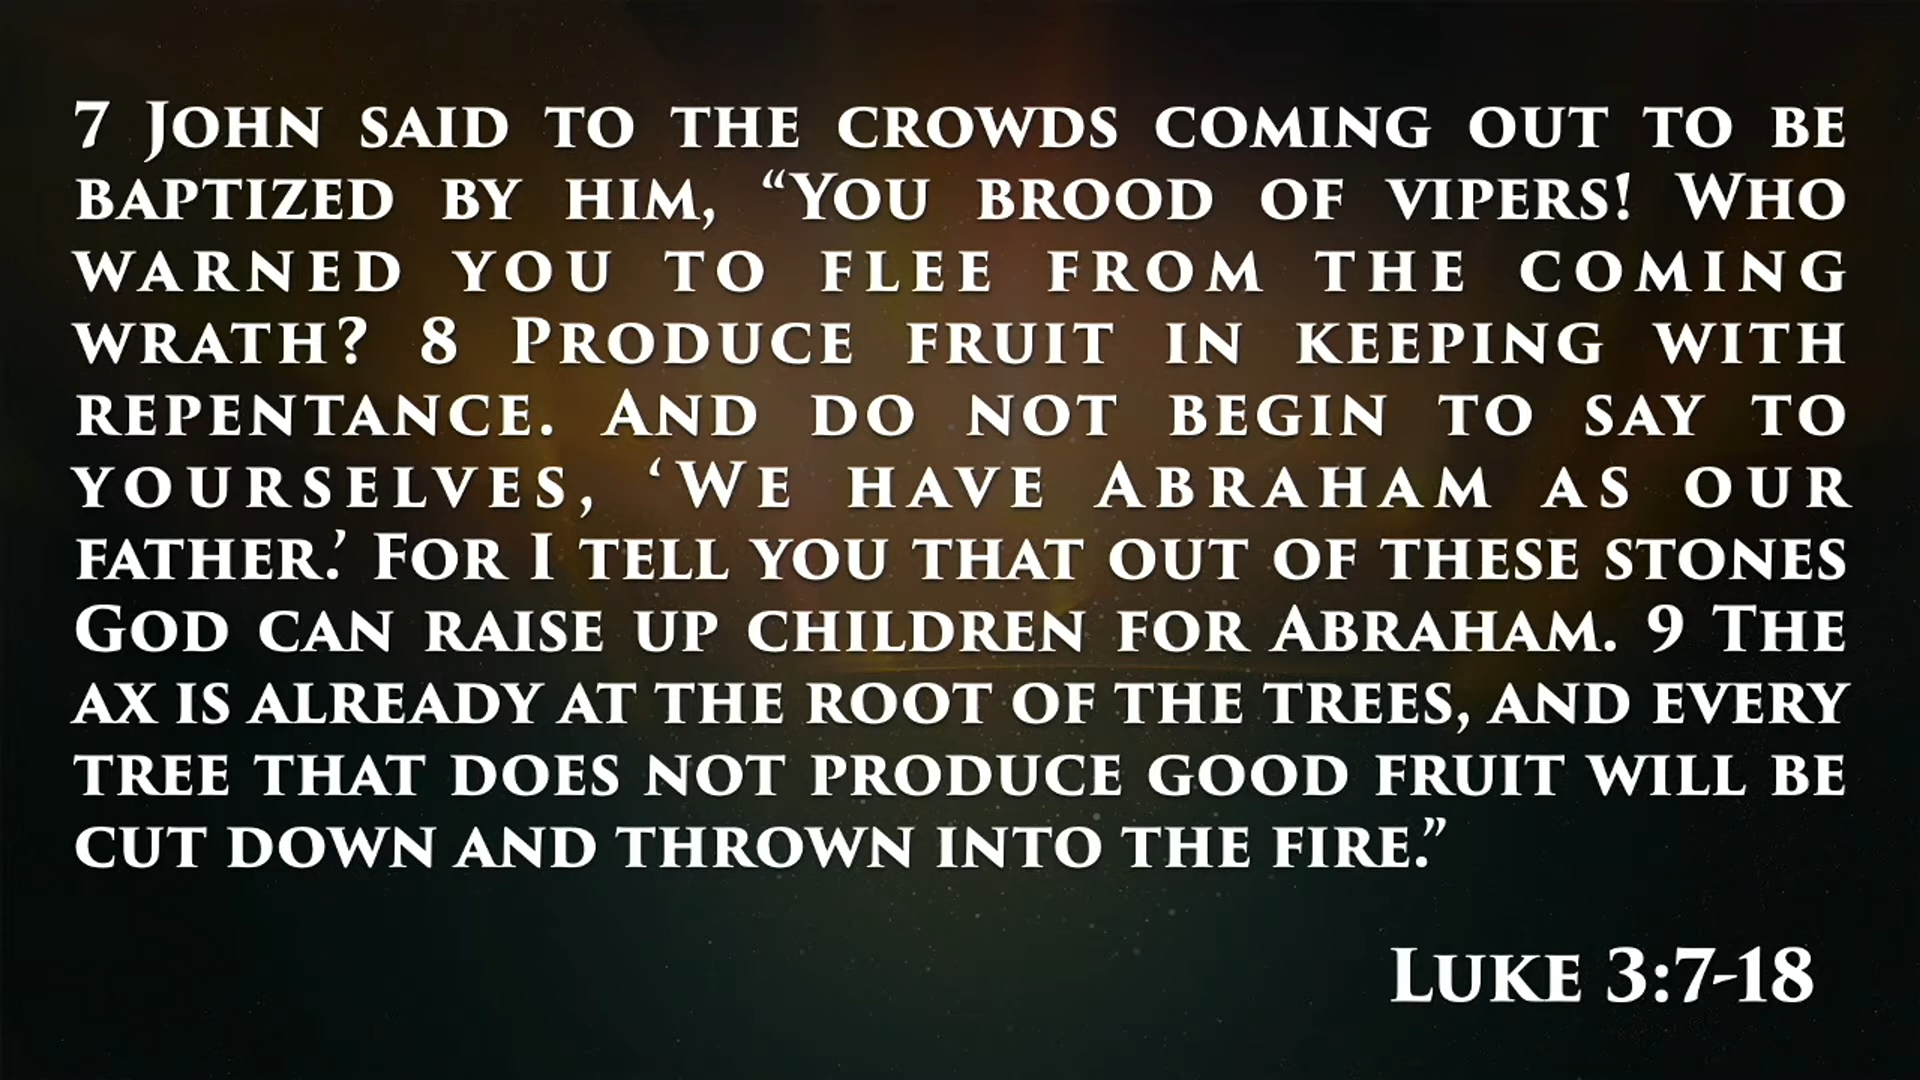 7 John said to the crowds coming out to be
baptized by him, “You brood of vipers! Who
warned you to flee from the coming
wrath? 8 Produce fruit in keeping with
repentance. And do not begin to say to
yourselves, ‘We have Abraham as our
father.’ For I tell you that out of these stones
God can raise up children for Abraham. 9 The
ax is already at the root of the trees, and every
tree that does not produce good fruit will be
cut down and thrown into the fire.”
Luke 3:7-18